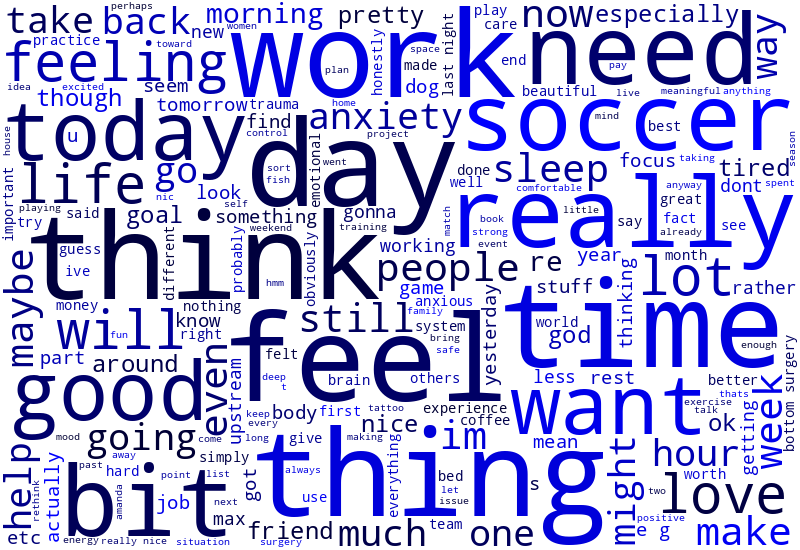 perhaps
take
back
morning
new
women
pretty
play
care
now
especially
way
practice
toward
feeling
work
need
honestly
space
made
dog
last night
end
plan
pay
idea
excited
seem
though
tomorrow
trauma
home
beautiful
live
meaningful
anything
today
u
find
control
anxiety
project
soccer
mind
best
season
house
day
emotional
sort
fish
went
done
well
sleep
focus
taking
tired
life
go
look
self
nic
comfortable
anyway
dont
spent
important
playing
said
try
goal
something
weekend
gonna
training
match
book
strong
event
little
really
say
great
fact
already
see
guess
ive
think
different
probably
obviously
hmm
working
people
re
year
month
maybe
money
nothing
game
anxious
stuff
thinking
lot
rather
will
fun
know
right
still
family
system
bring
safe
yesterday
world
god
time
enough
part
around
even
felt
feel
deep
t
brain
others
less
rest
better
bottom surgery
good
upstream
keep
every
body
first
tattoo
experience
coffee
nice
want
thats
exercise
talk
ok
week
mood
going
come
long
give
making
im
mean
getting
help
past
away
hard
simply
thing
always
everything
bed
let
issue
s
might
hour
worth
two
rethink
actually
bit
amanda
point
list
job
got
next
use
love
positive
etc
energy
really nice
situation
max
surgery
friend
much
team
one
e g
make